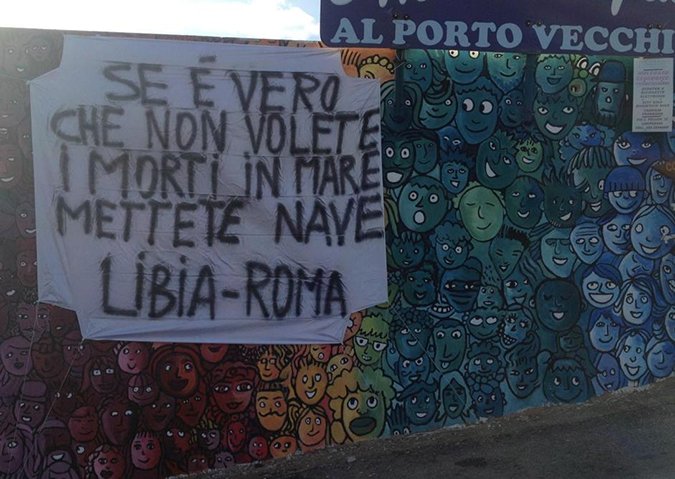 AL PORTO VECCHI
SE É VERO
CHE NON VOLETE
I MORTI IN MARE
METTETE NAVE
LIBIA-ROMA